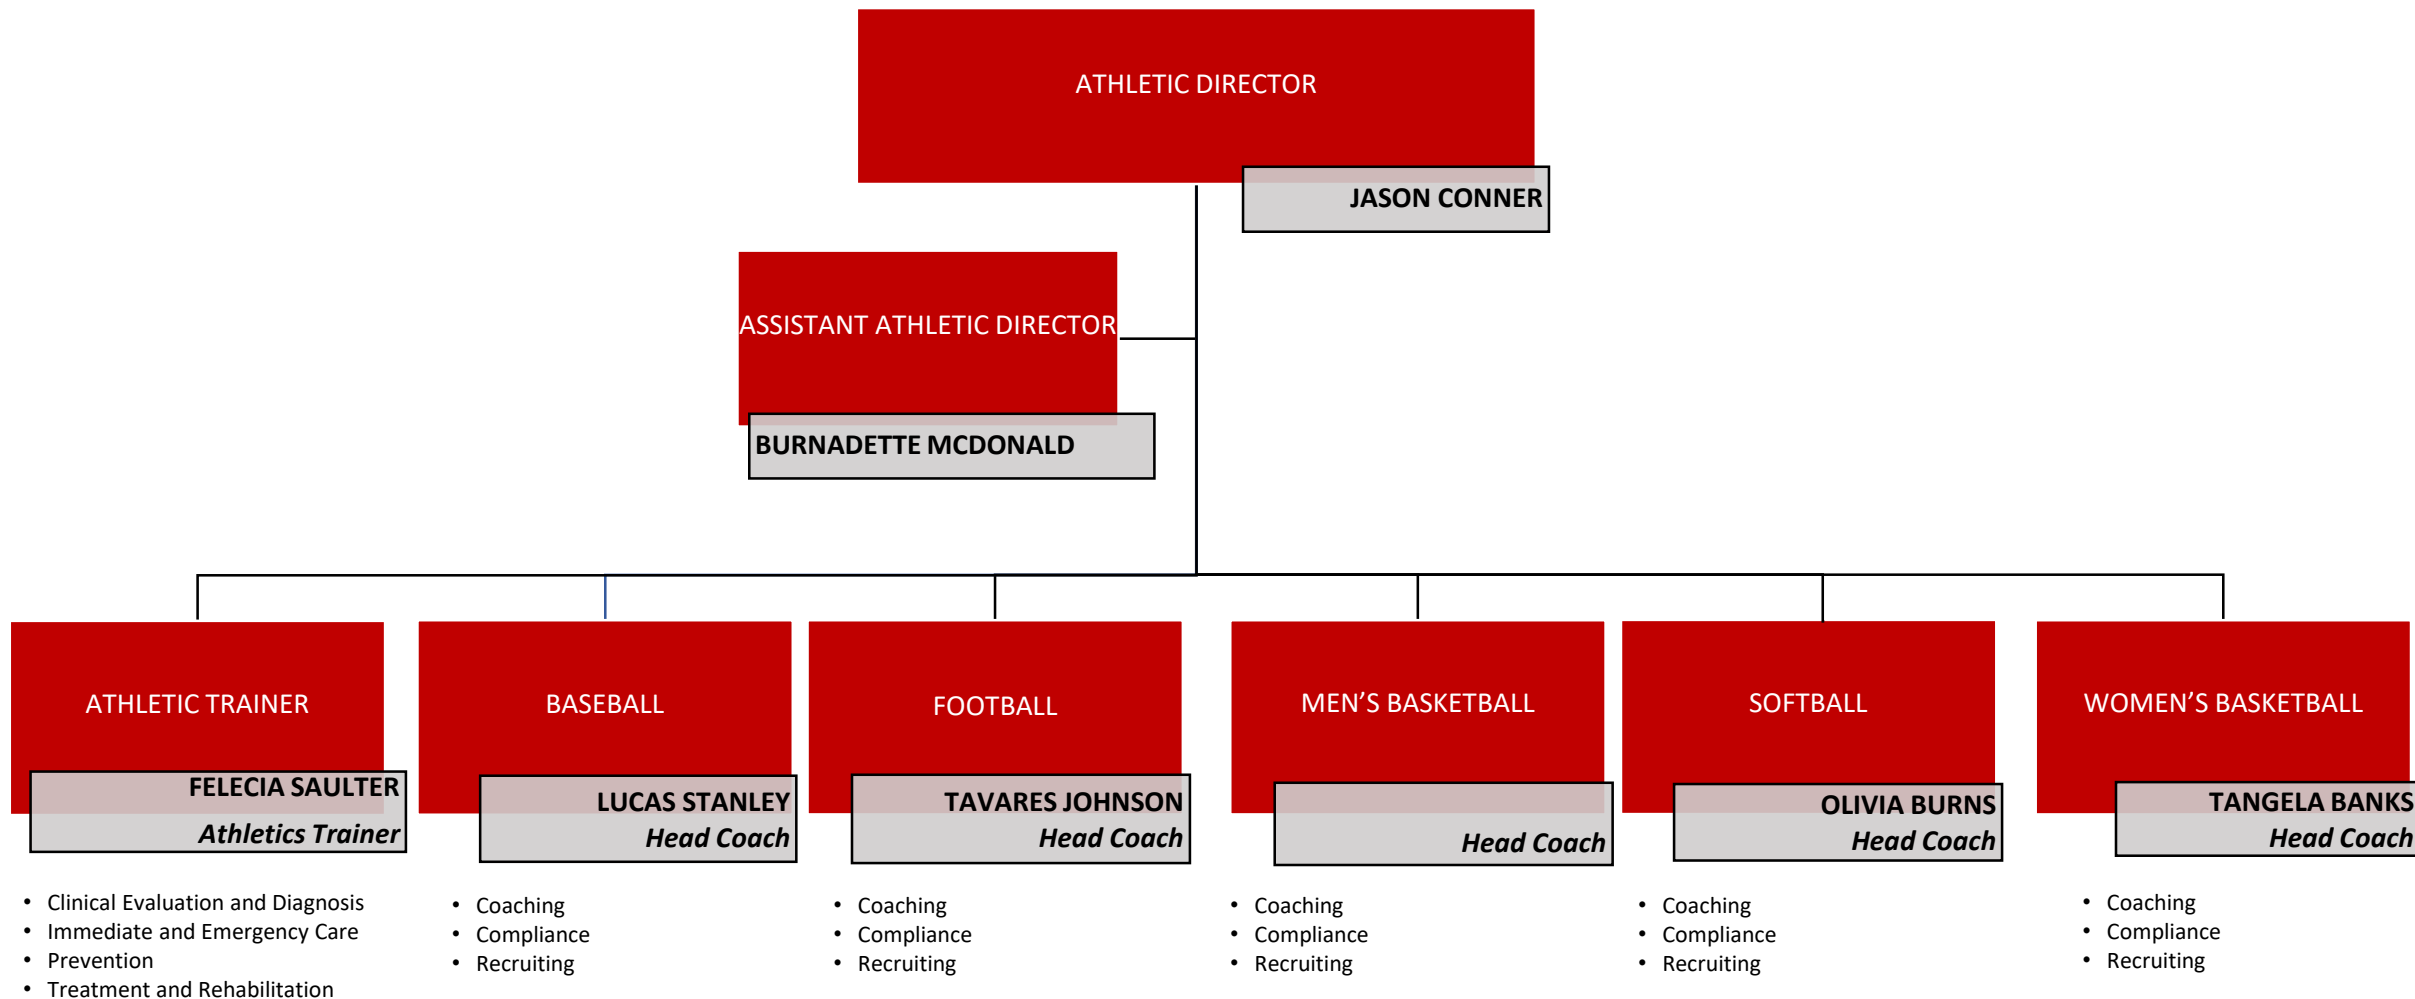 ATHLETIC DIRECTOR
JASON CONNER
ASSISTANT ATHLETIC DIRECTOR
BURNADETTE MCDONALD
ATHLETIC TRAINER
FELECIA SAULTER
Athletics Trainer
• Clinical Evaluation and Diagnosis
• Immediate and Emergency Care
• Prevention
• Treatment and Rehabilitation
BASEBALL
LUCAS STANLEY
Head Coach
• Coaching
• Compliance
• Recruiting
FOOTBALL
TAVARES JOHNSON
Head Coach
• Coaching
• Compliance
• Recruiting
MEN’S BASKETBALL
Head Coach
• Coaching
• Compliance
• Recruiting
SOFTBALL
OLIVIA BURNS
Head Coach
• Coaching
• Compliance
• Recruiting
WOMEN’S BASKETBALL
TANGELA BANKS
Head Coach
• Coaching
• Compliance
• Recruiting